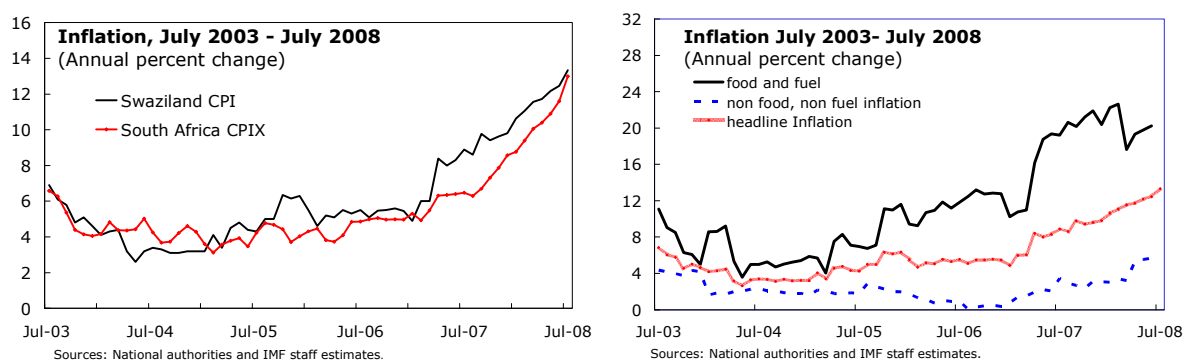 16
14
12
10
8
6
4
2
0
Inflation, July 2003 - July 2008
(Annual percent change)
Swaziland CPI
South Africa CPIX
Jul-03 Jul-04 Jul-05 Jul-06 Jul-07 Jul-08
Sources: National authorities and IMF staff estimates.
32
28
24
20
16
12
8
4
0
Inflation July 2003- July 2008
(Annual percent change)
food and fuel
non food, non fuel inflation
headline Inflation
Jul-03 Jul-04 Jul-05 Jul-06 Jul-07 Jul-08
Sources: National authorities and IMF staff estimates.